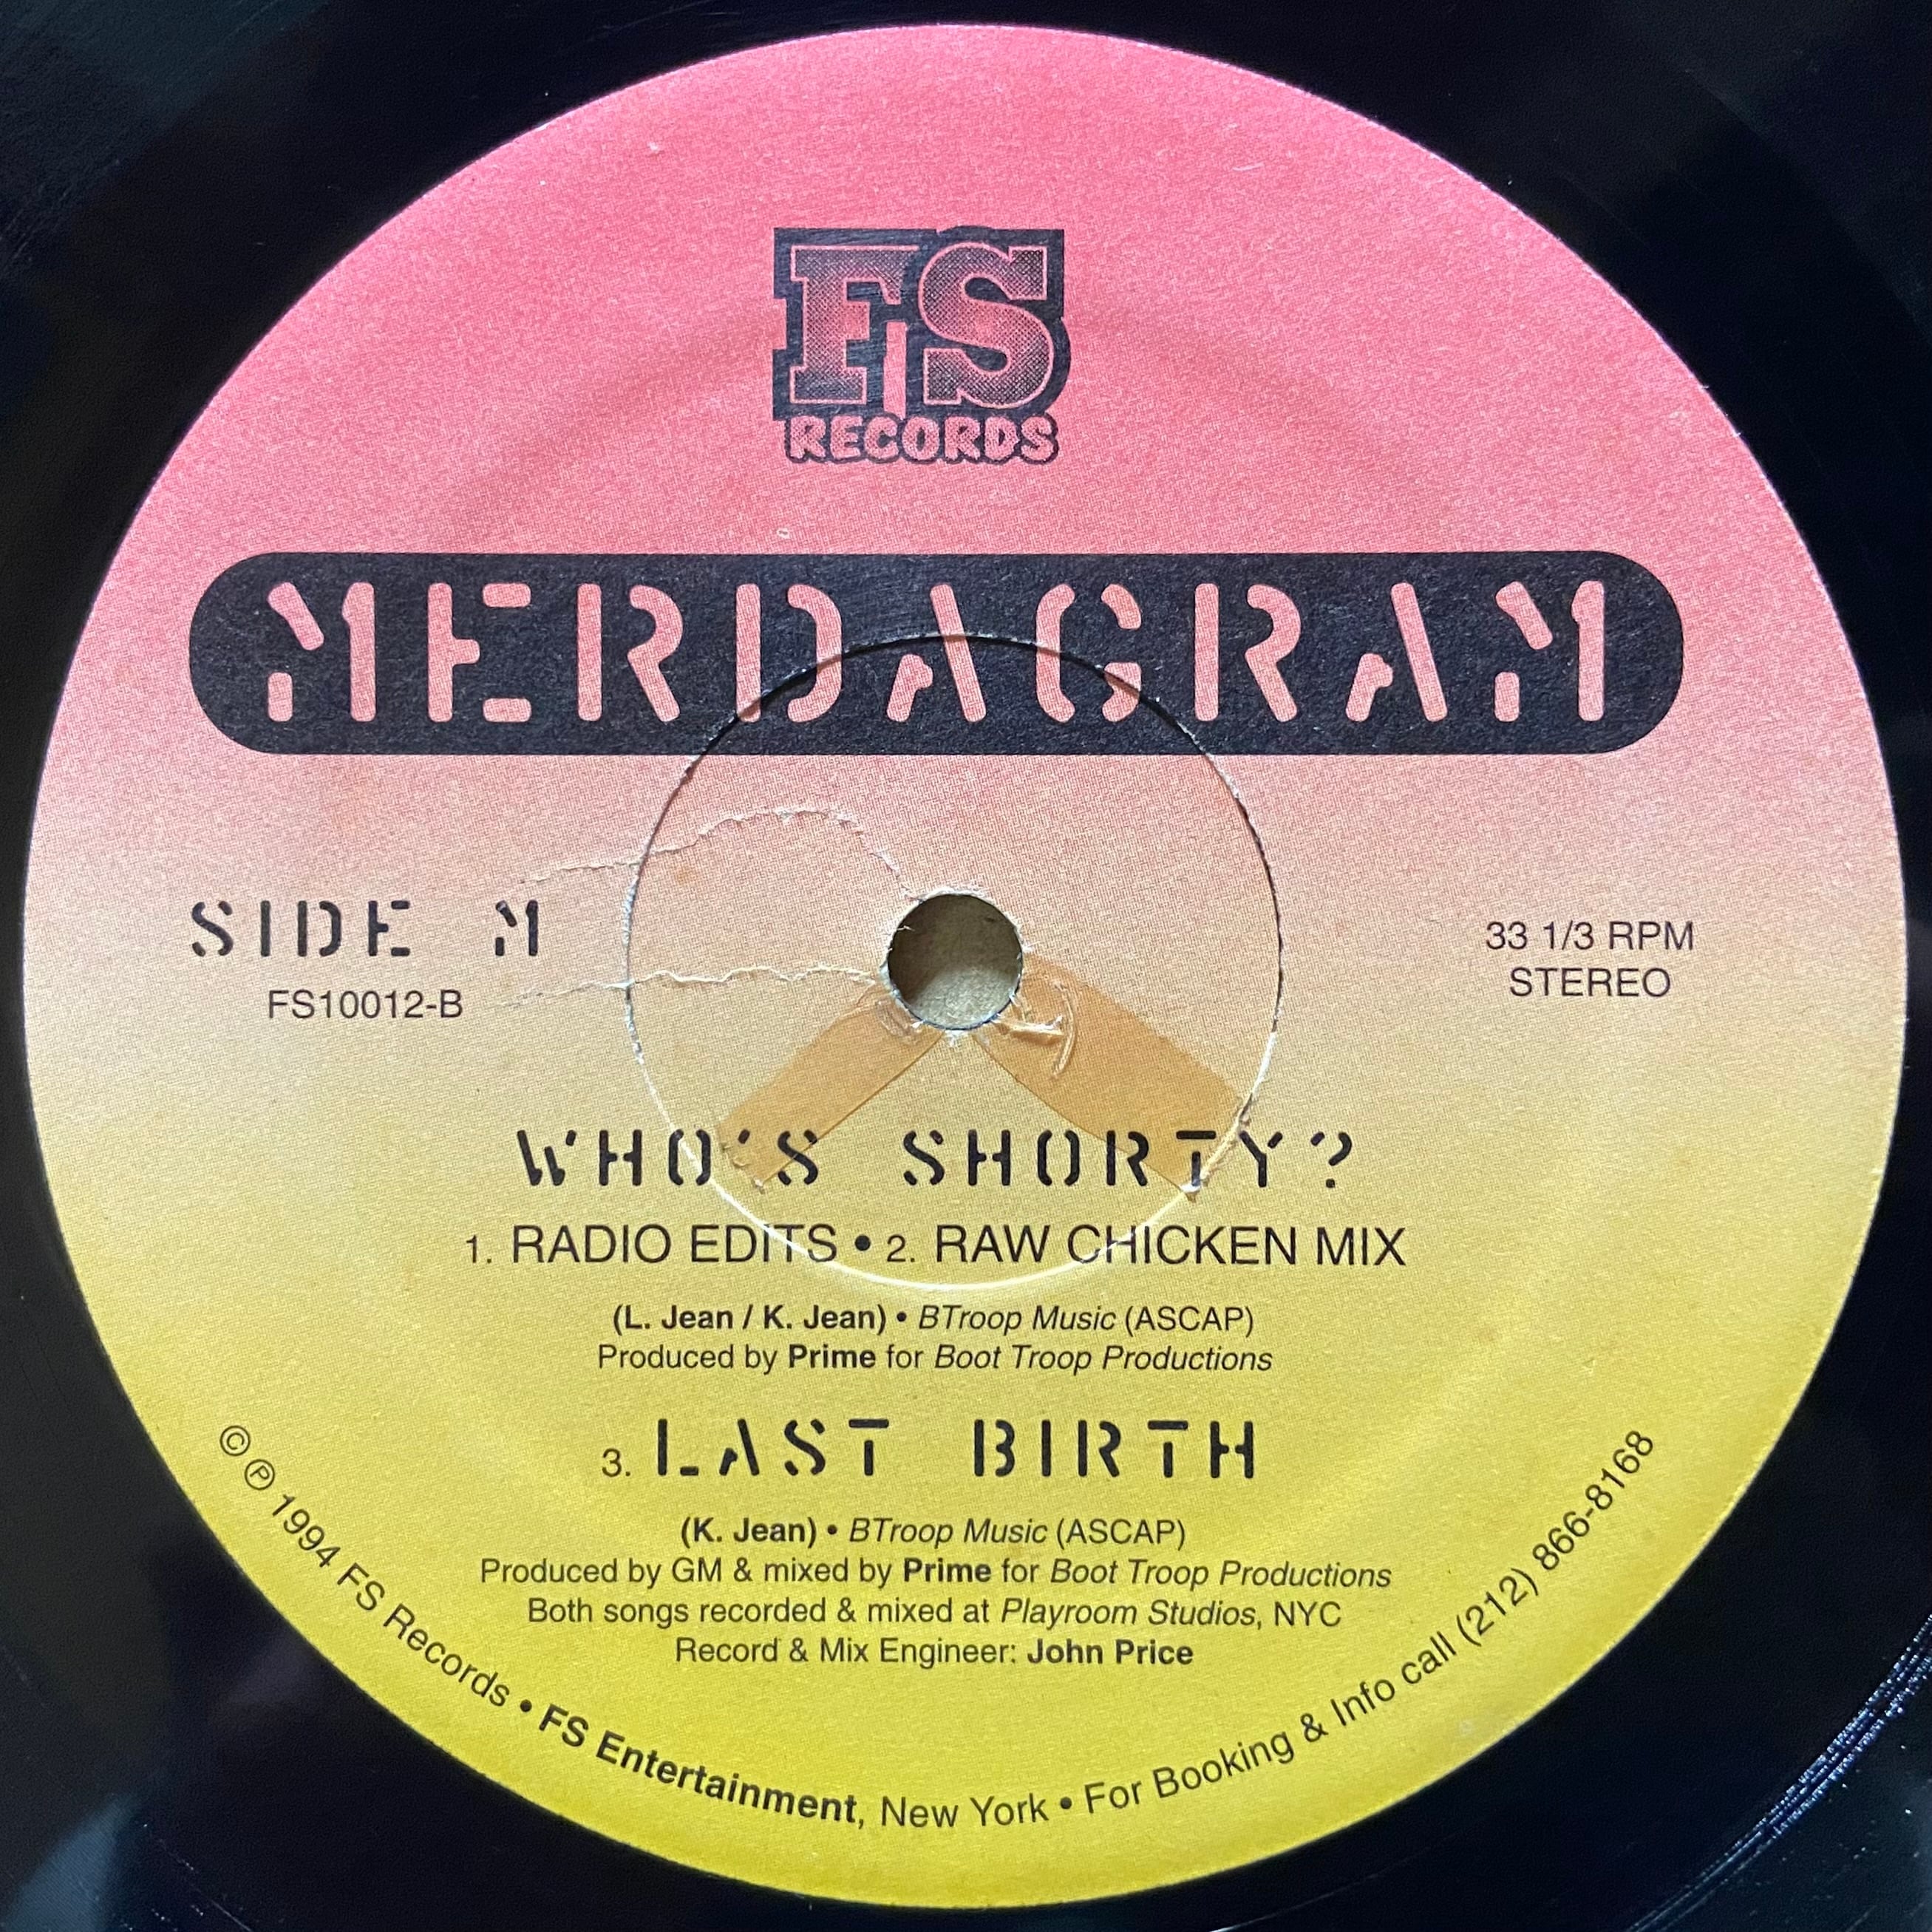 FS
RECORDS
MERDAGRAM
SIDE M
FS10012-B
33 1/3 RPM
STEREO
WHO'S SHORTY?
1. RADIO EDITS • 2. RAW CHICKEN MIX
(L. Jean / K. Jean) • BTroop Music (ASCAP)
Produced by Prime for Boot Troop Productions
3. LAST BIRTH
(K. Jean) • BTroop Music (ASCAP)
Produced by GM & mixed by Prime for Boot Troop Productions
Both songs recorded & mixed at Playroom Studios, NYC
Record & Mix Engineer: John Price
© ℗ 1994 FS Records • FS Entertainment, New York • For Booking & Info call (212) 866-8168